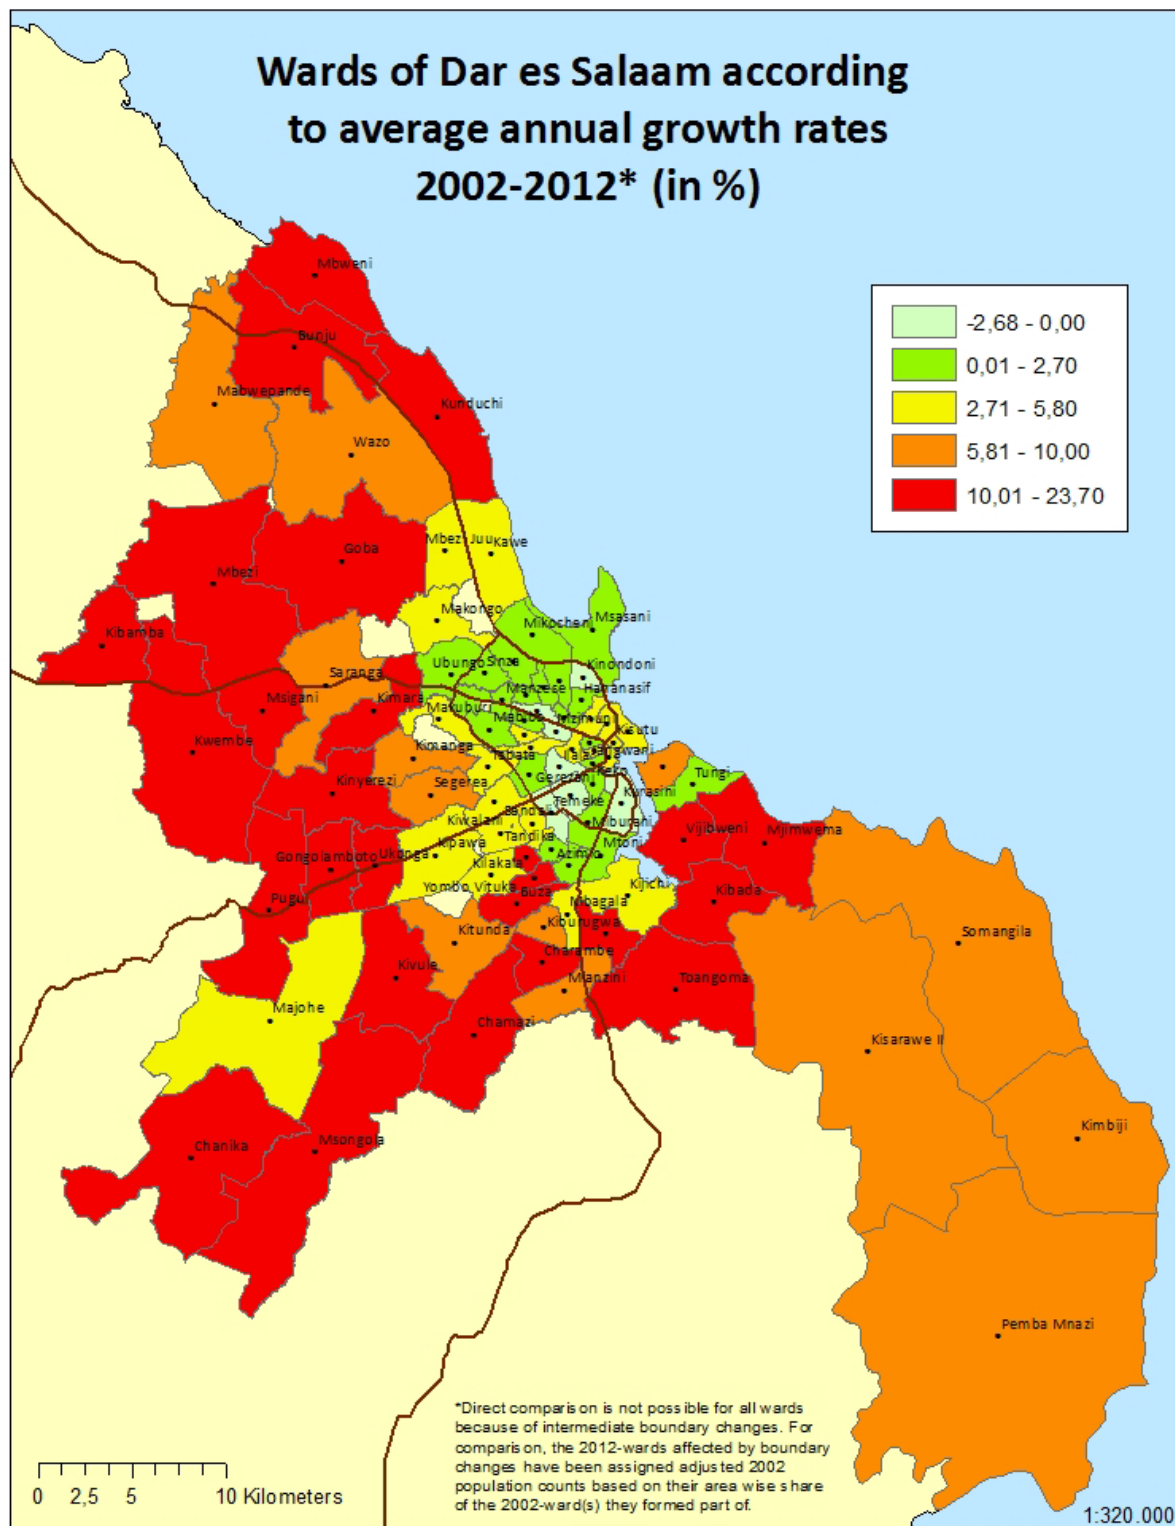 Wards of Dar es Salaam according
to average annual growth rates
2002-2012* (in %)
-2,68 - 0,00
0,01 - 2,70
2,71 - 5,80
5,81 - 10,00
10,01 - 23,70
Mbweni
Bunju
Mabwepande
Kunduchi
Wazo
Mbezi Juu
Kawe
Goba
Mbezi
Makongo
Mikocheni
Msasani
Kibamba
Ubungo
Sinza
Kinondoni
Saranga
Manzese
Hananasif
Msigani
Kimara
Makuburi
Mabibo
Mzimuni
Kisutu
Kwembe
Kimanga
Tabata
Keko
Tungi
Kinyerezi
Segerea
Gerezani
Kurasini
Temeke
Kiwalani
Miburani
Vijibweni
Mjimwema
Kipawa
Tandika
Mtoni
Gongolamboto
Ukonga
Azimio
Yombo Vituka
Buza
Kijichi
Kibada
Pugu
Mbagala
Kitunda
Kiburugwa
Somangila
Kivule
Charambe
Toangoma
Mianzini
Majohe
Chamazi
Kisarawe II
Chanika
Msongola
Kimbiji
Pemba Mnazi
*Direct comparison is not possible for all wards
because of intermediate boundary changes. For
comparison, the 2012-wards affected by boundary
changes have been assigned adjusted 2002
population counts based on their area wise share
of the 2002-ward(s) they formed part of.
0 2,5 5 10 Kilometers
1:320.000